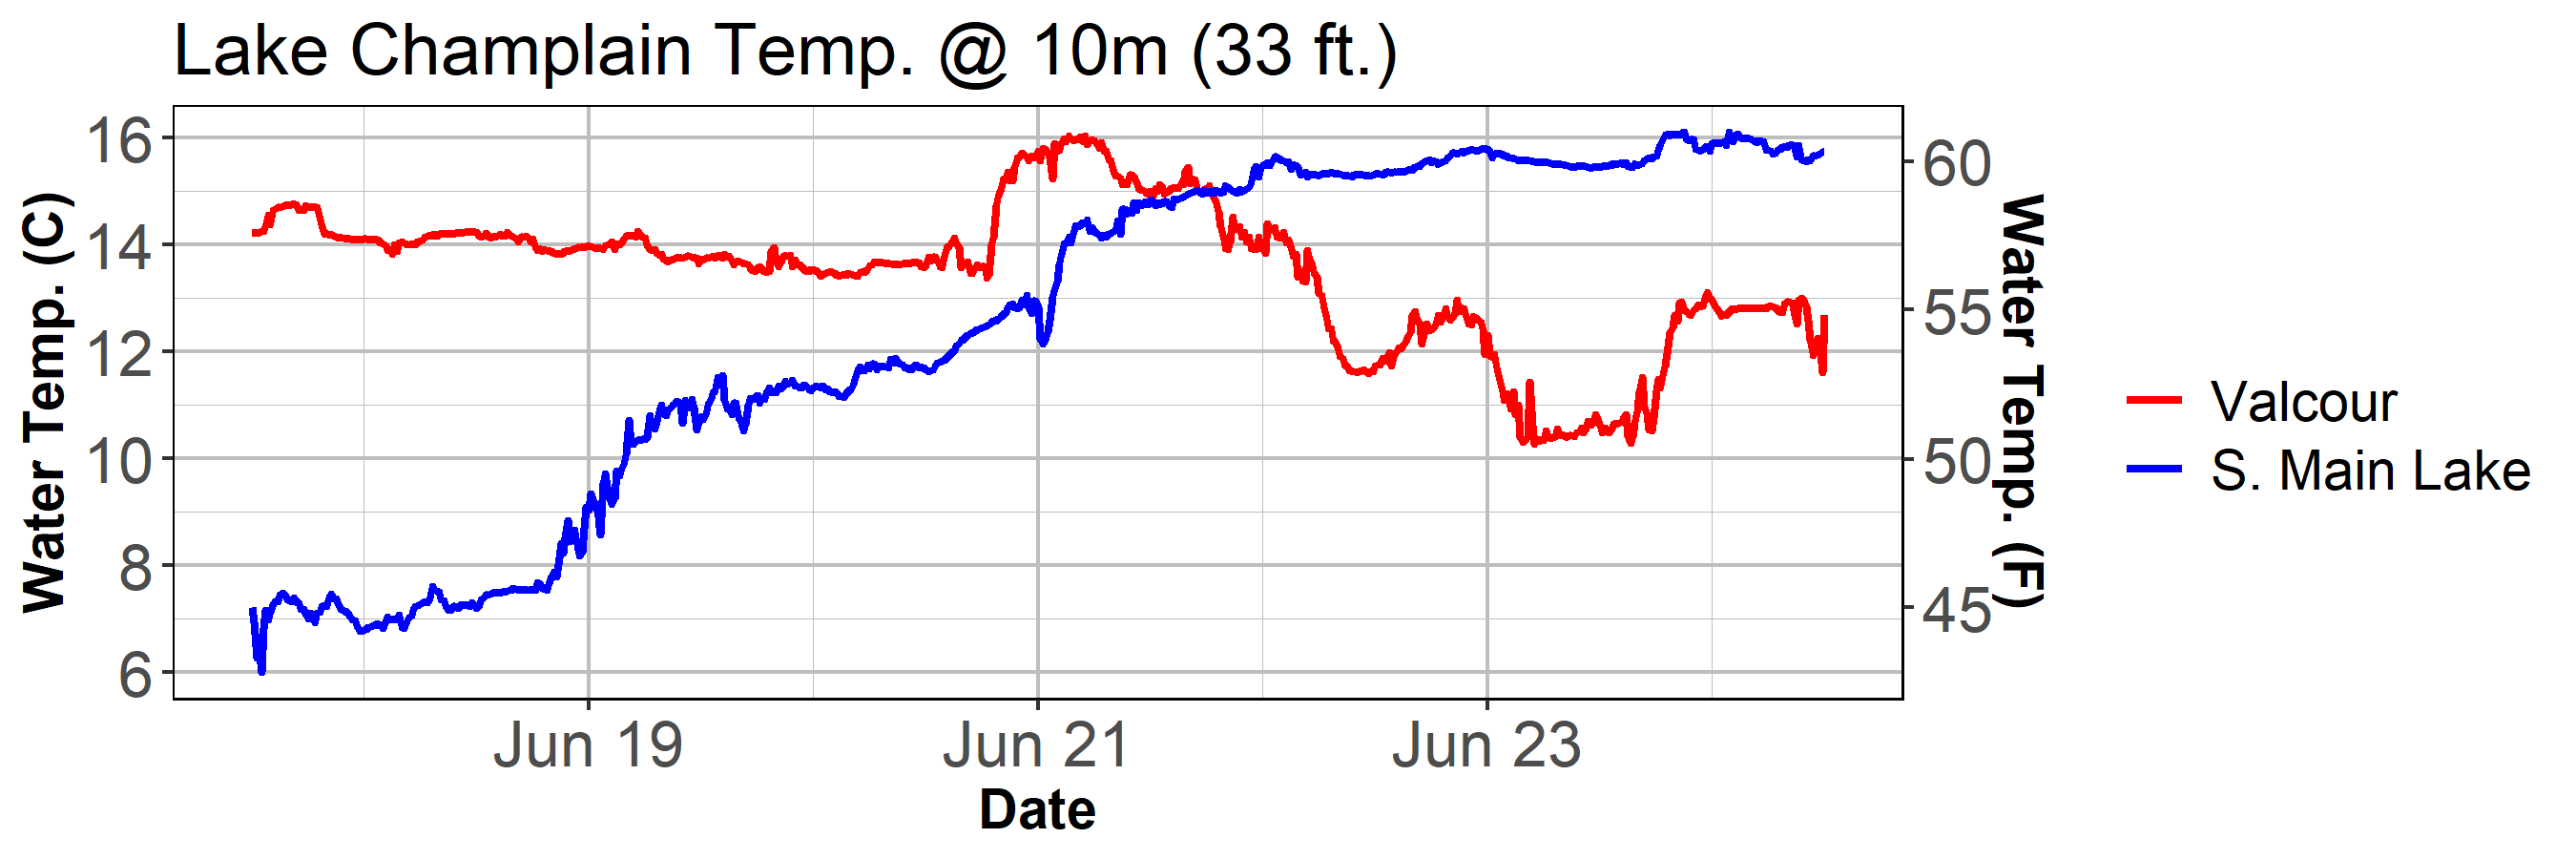 Lake Champlain Temp. @ 10m (33 ft.)
Water Temp. (C)
16
14
12
10
8
6
60
55
50
45
Water Temp. (F)
Jun 19
Jun 21
Jun 23
Date
Valcour
S. Main Lake